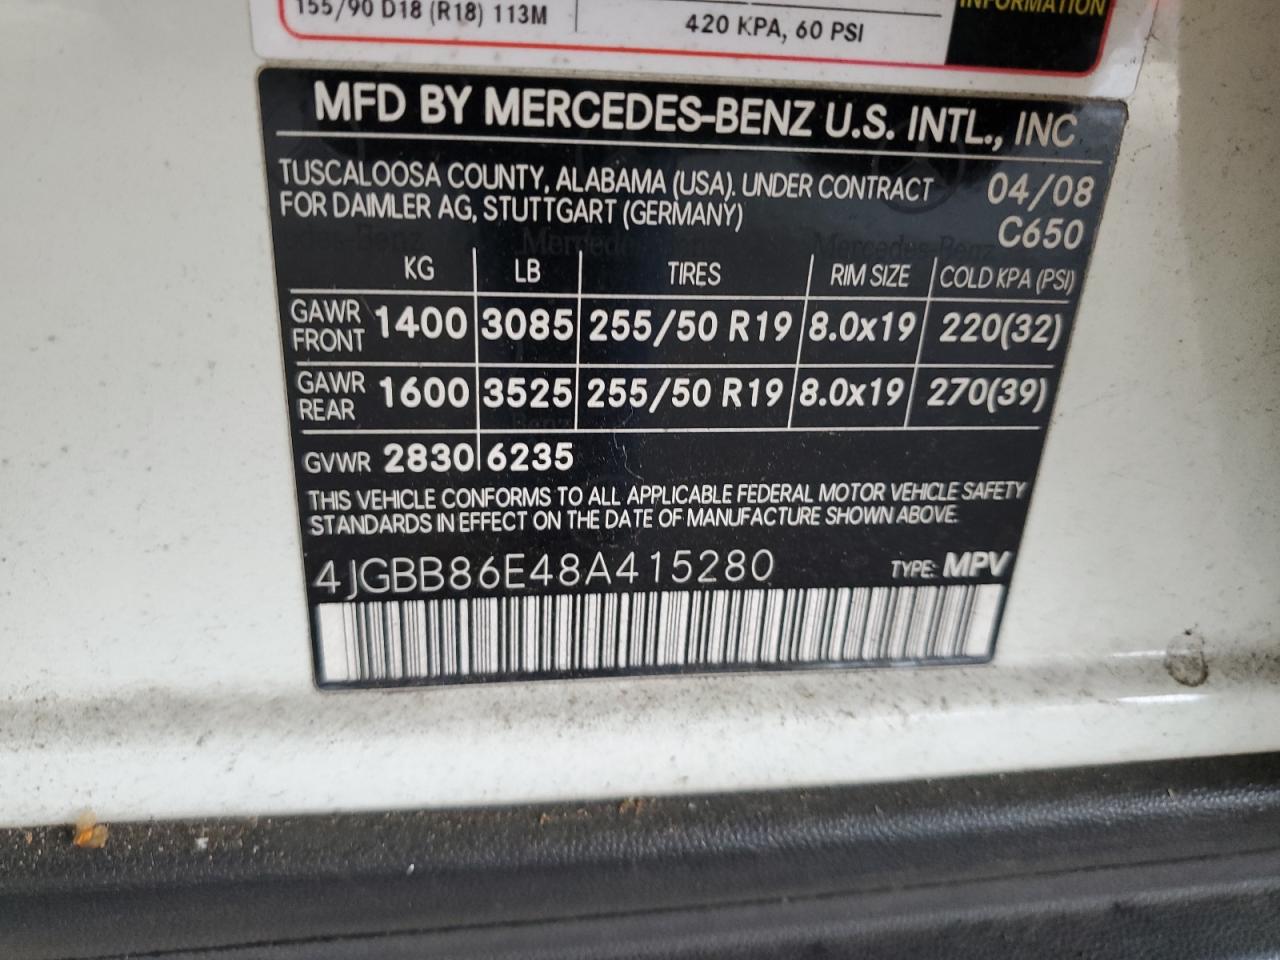 155/90 D18 (R18) 113M
420 KPA, 60 PSI
INFORMATION
MFD BY MERCEDES-BENZ U.S. INTL., INC
TUSCALOOSA COUNTY, ALABAMA (USA). UNDER CONTRACT 04/08
FOR DAIMLER AG, STUTTGART (GERMANY) C650
KG LB TIRES RIM SIZE COLD KPA (PSI)
GAWR FRONT 1400 3085 255/50 R19 8.0x19 220(32)
GAWR REAR 1600 3525 255/50 R19 8.0x19 270(39)
GVWR 2830 6235
THIS VEHICLE CONFORMS TO ALL APPLICABLE FEDERAL MOTOR VEHICLE SAFETY
STANDARDS IN EFFECT ON THE DATE OF MANUFACTURE SHOWN ABOVE.
4JGBB86E48A415280 TYPE: MPV